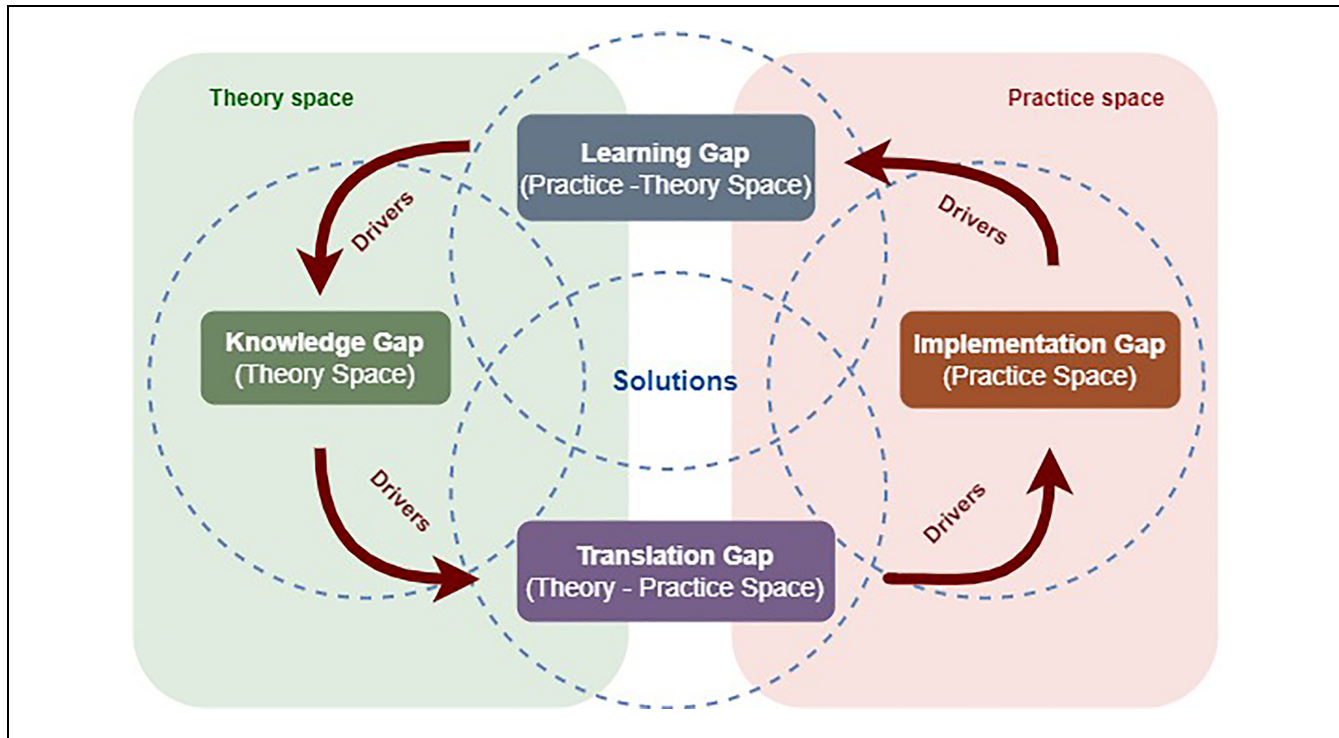 Theory space
Practice space
Learning Gap
(Practice -Theory Space)
Drivers
Drivers
Knowledge Gap
(Theory Space)
Solutions
Implementation Gap
(Practice Space)
Drivers
Drivers
Translation Gap
(Theory - Practice Space)